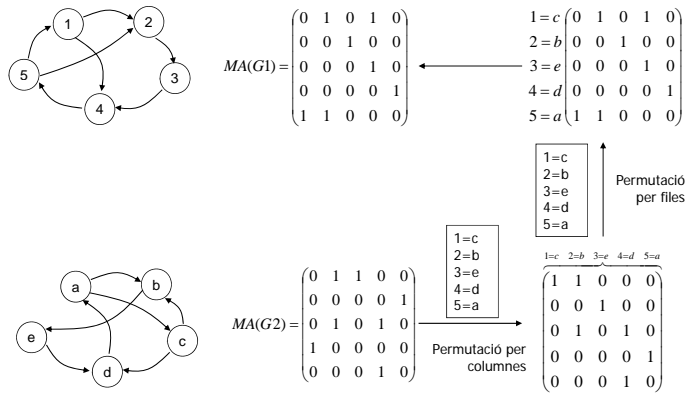 1
2
3
4
5
MA(G1) =
0 1 0 1 0
0 0 1 0 0
0 0 0 1 0
0 0 0 0 1
1 1 0 0 0
1 = c 0 1 0 1 0
2 = b 0 0 1 0 0
3 = e 0 0 0 1 0
4 = d 0 0 0 0 1
5 = a 1 1 0 0 0
1=c
2=b
3=e
4=d
5=a
Permutació
per files
a
b
c
d
e
MA(G2) =
0 1 1 0 0
0 0 0 0 1
0 1 0 1 0
1 0 0 0 0
0 0 0 1 0
1=c
2=b
3=e
4=d
5=a
Permutació per
columnes
1=c 2=b 3=e 4=d 5=a
1 1 0 0 0
0 0 1 0 0
0 1 0 1 0
0 0 0 0 1
0 0 0 1 0